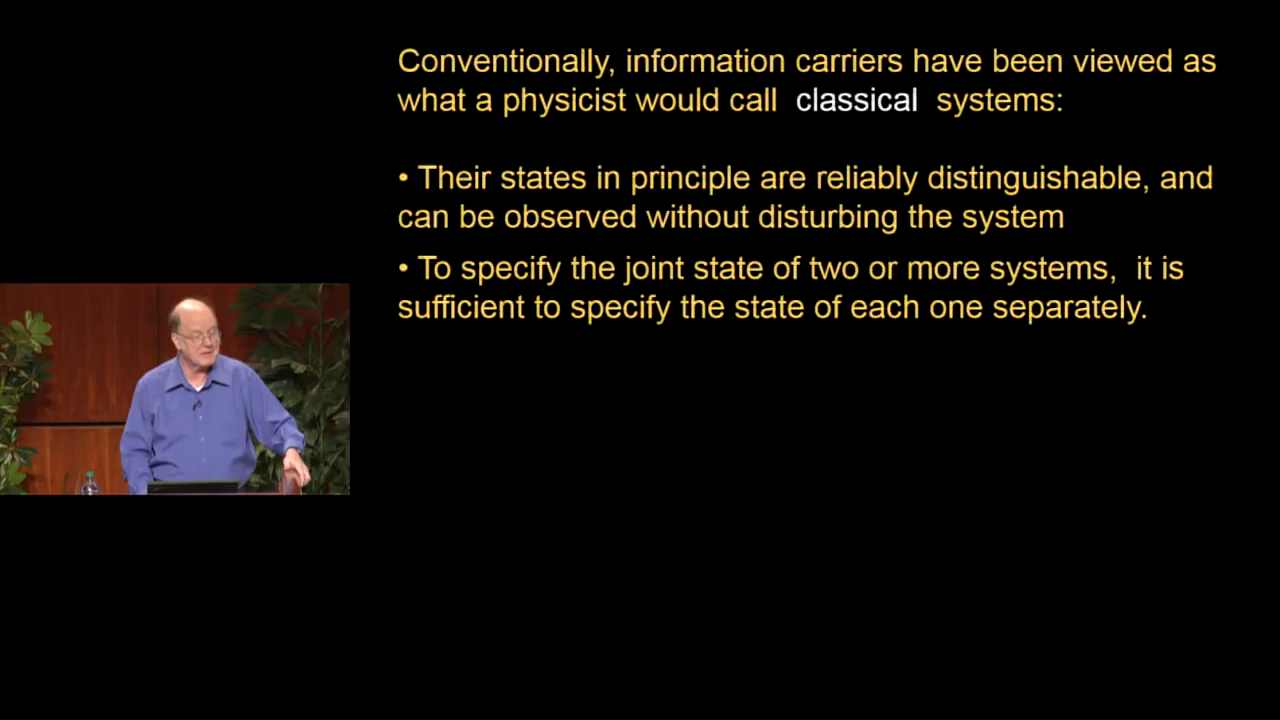 Conventionally, information carriers have been viewed as
what a physicist would call classical systems:
• Their states in principle are reliably distinguishable, and
can be observed without disturbing the system
• To specify the joint state of two or more systems, it is
sufficient to specify the state of each one separately.